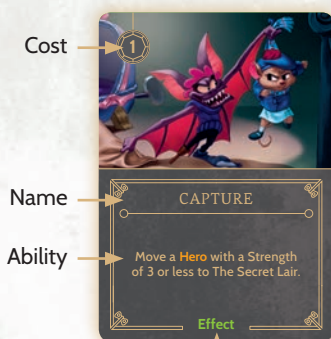 Cost
1
Name
CAPTURE
Ability
Move a Hero with a Strength
of 3 or less to The Secret Lair.
Effect